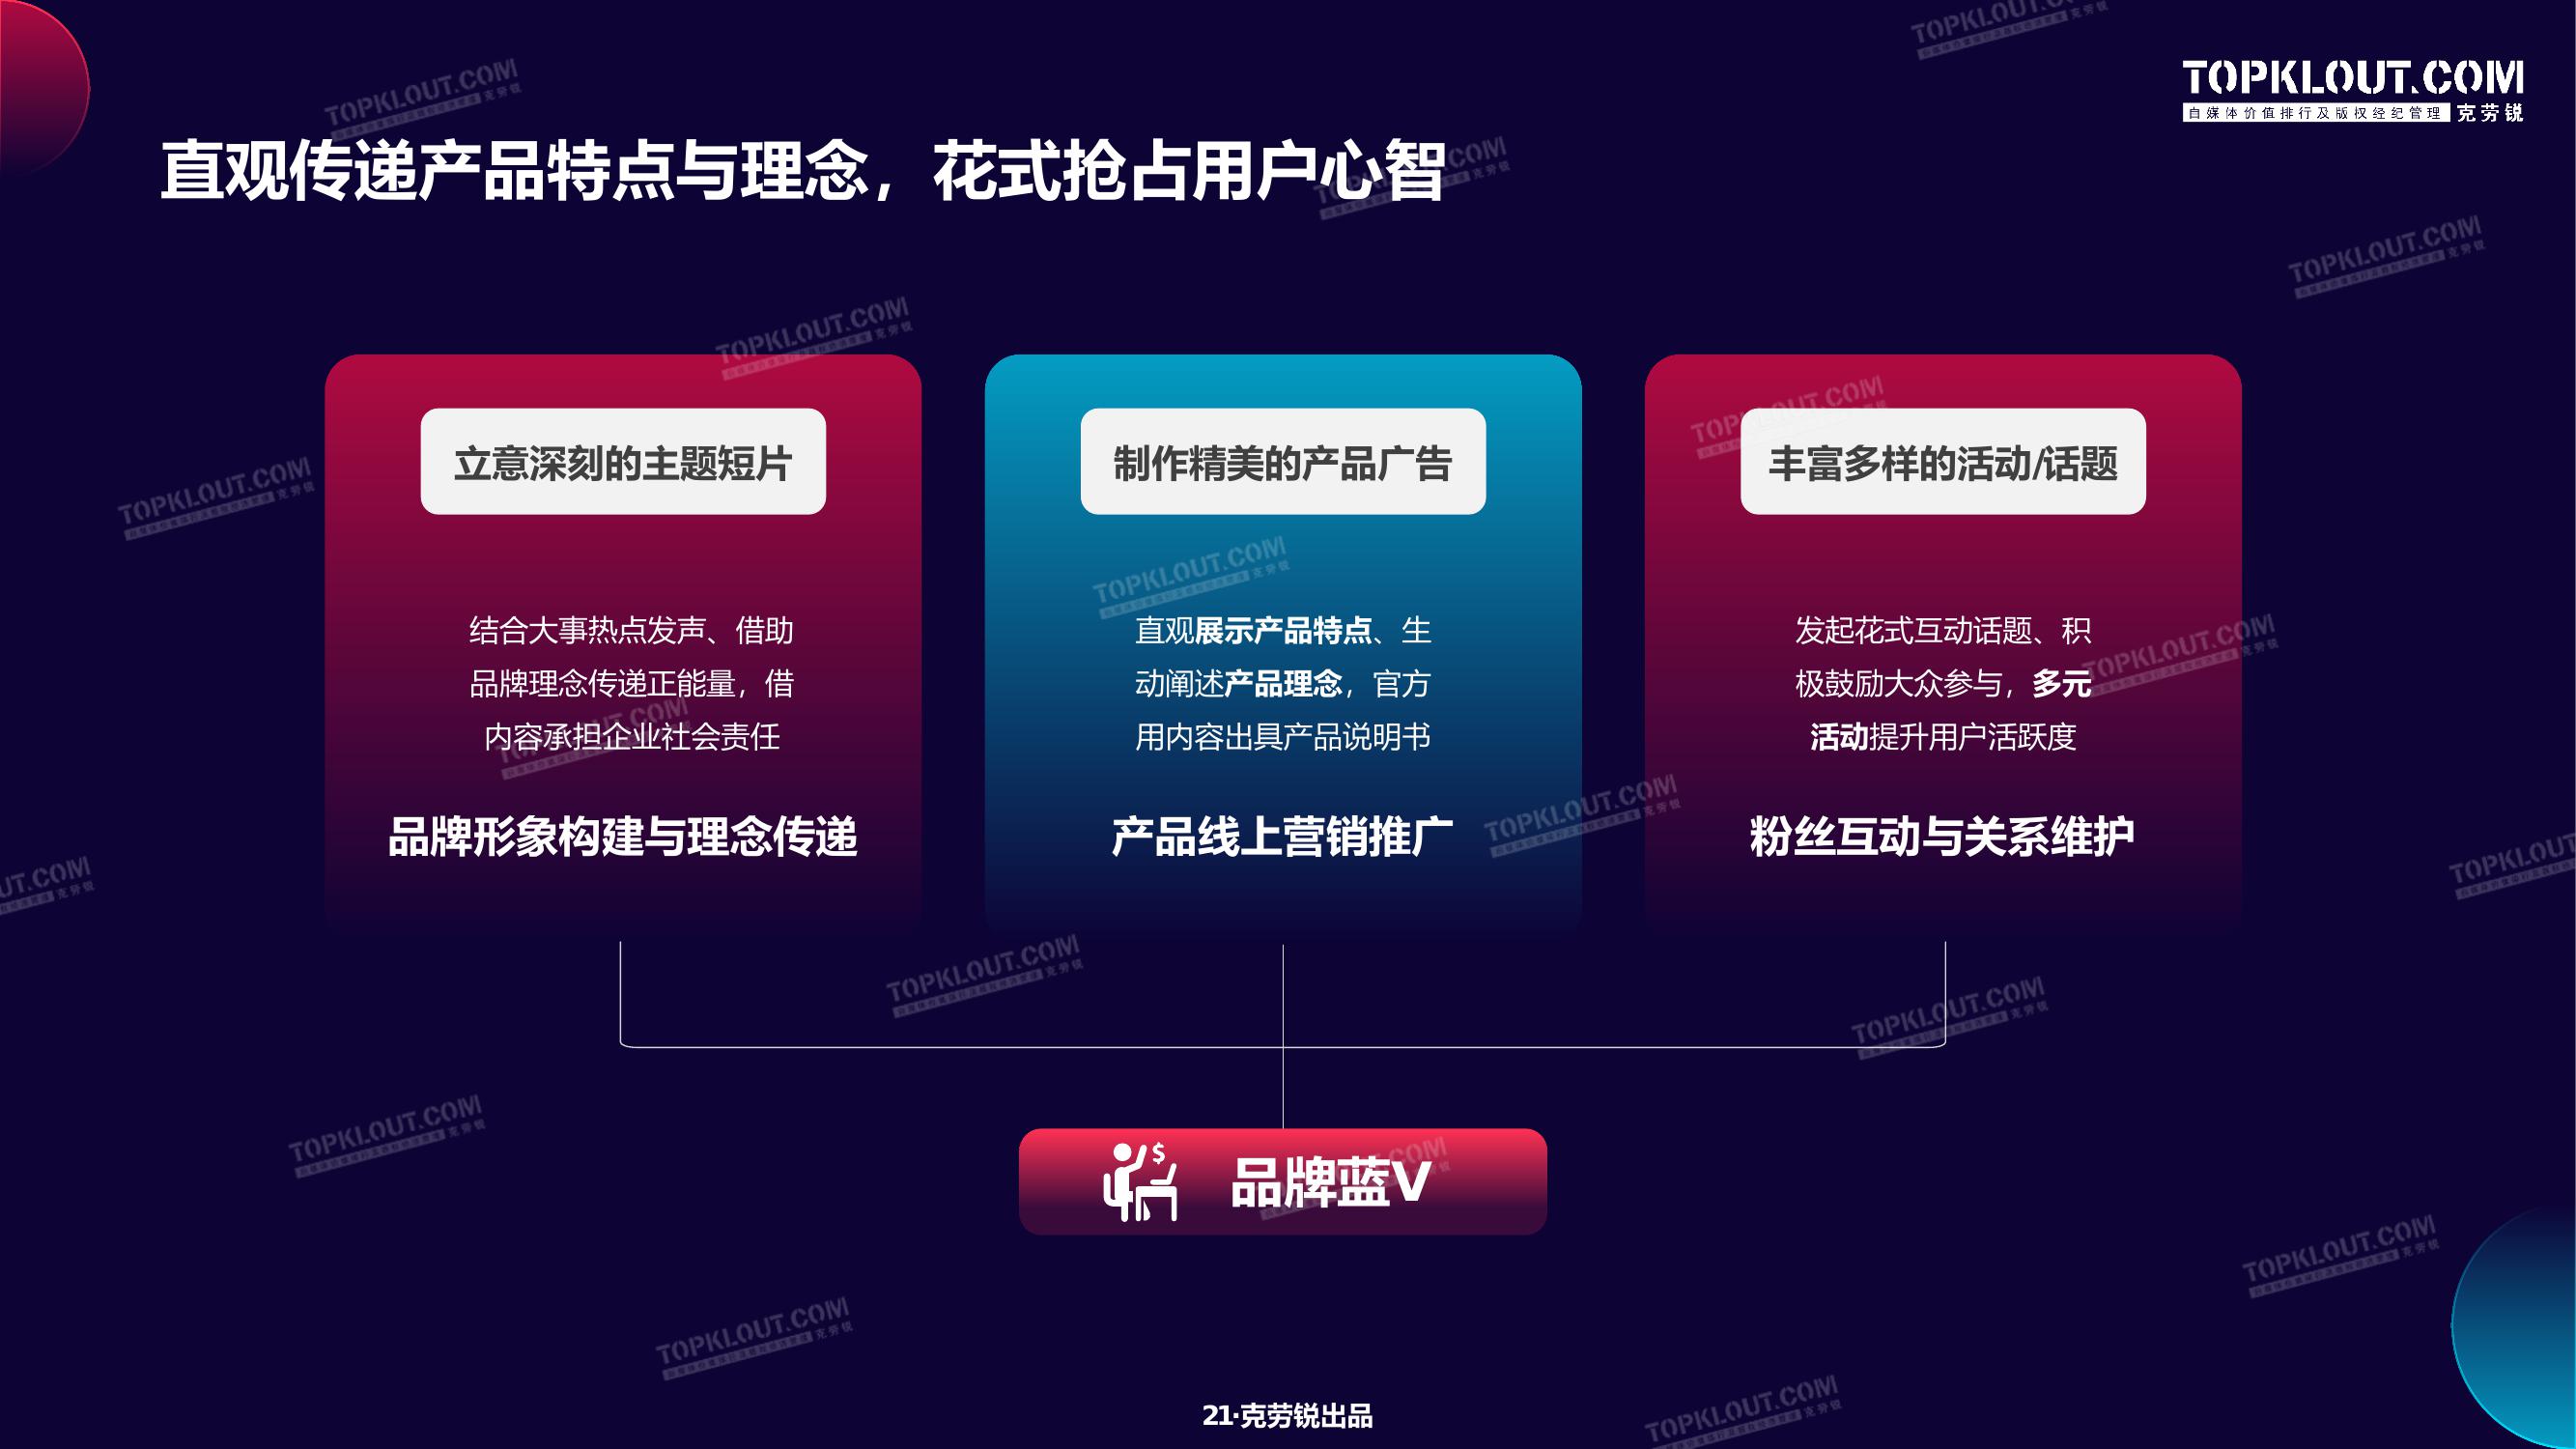 TOPKLOUT.COM
自媒体价值排行及版权经纪管理 克劳锐
直观传递产品特点与理念，花式抢占用户心智
立意深刻的主题短片
结合大事热点发声、借助
品牌理念传递正能量，借
内容承担企业社会责任
品牌形象构建与理念传递
制作精美的产品广告
直观展示产品特点、生
动阐述产品理念，官方
用内容出具产品说明书
产品线上营销推广
丰富多样的活动/话题
发起花式互动话题、积
极鼓励大众参与，多元
活动提升用户活跃度
粉丝互动与关系维护
$
品牌蓝V
21·克劳锐出品